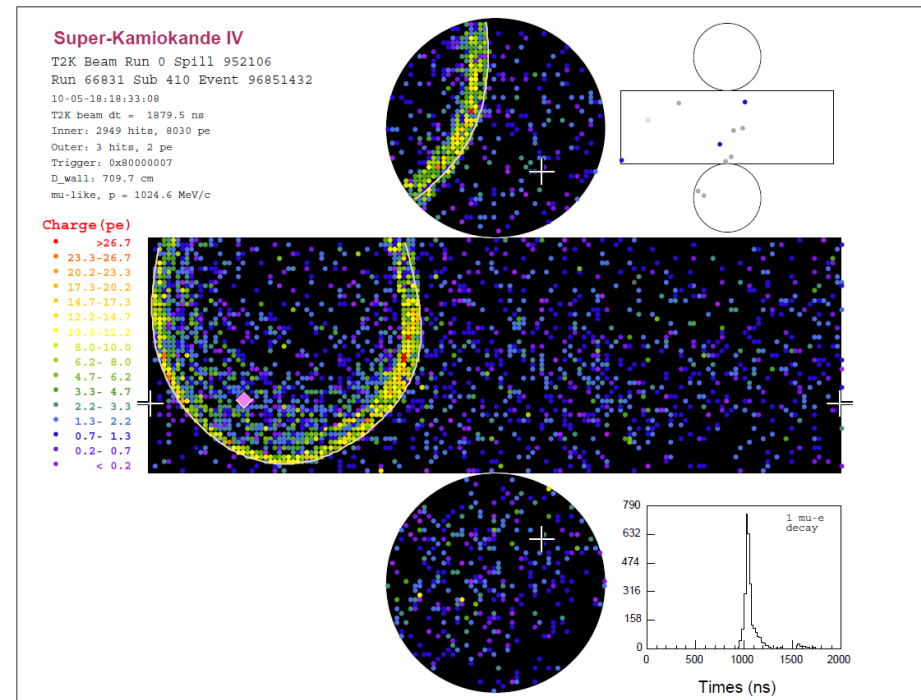 Super-Kamiokande IV
T2K Beam Run 0 Spill 952106
Run 66831 Sub 410 Event 96851432
10-05-18:18:33:08
T2K beam dt = 1879.5 ns
Inner: 2949 hits, 8030 pe
Outer: 3 hits, 2 pe
Trigger: 0x80000007
D_wall: 709.7 cm
mu-like, p = 1024.6 MeV/c
Charge(pe)
>26.7
23.3-26.7
20.2-23.3
17.3-20.2
14.7-17.3
12.2-14.7
10.0-12.2
8.0-10.0
6.2- 8.0
4.7- 6.2
3.3- 4.7
2.2- 3.3
1.3- 2.2
0.7- 1.3
0.2- 0.7
< 0.2
790
632
474
316
158
0
1 mu-e
decay
0 500 1000 1500 2000
Times (ns)